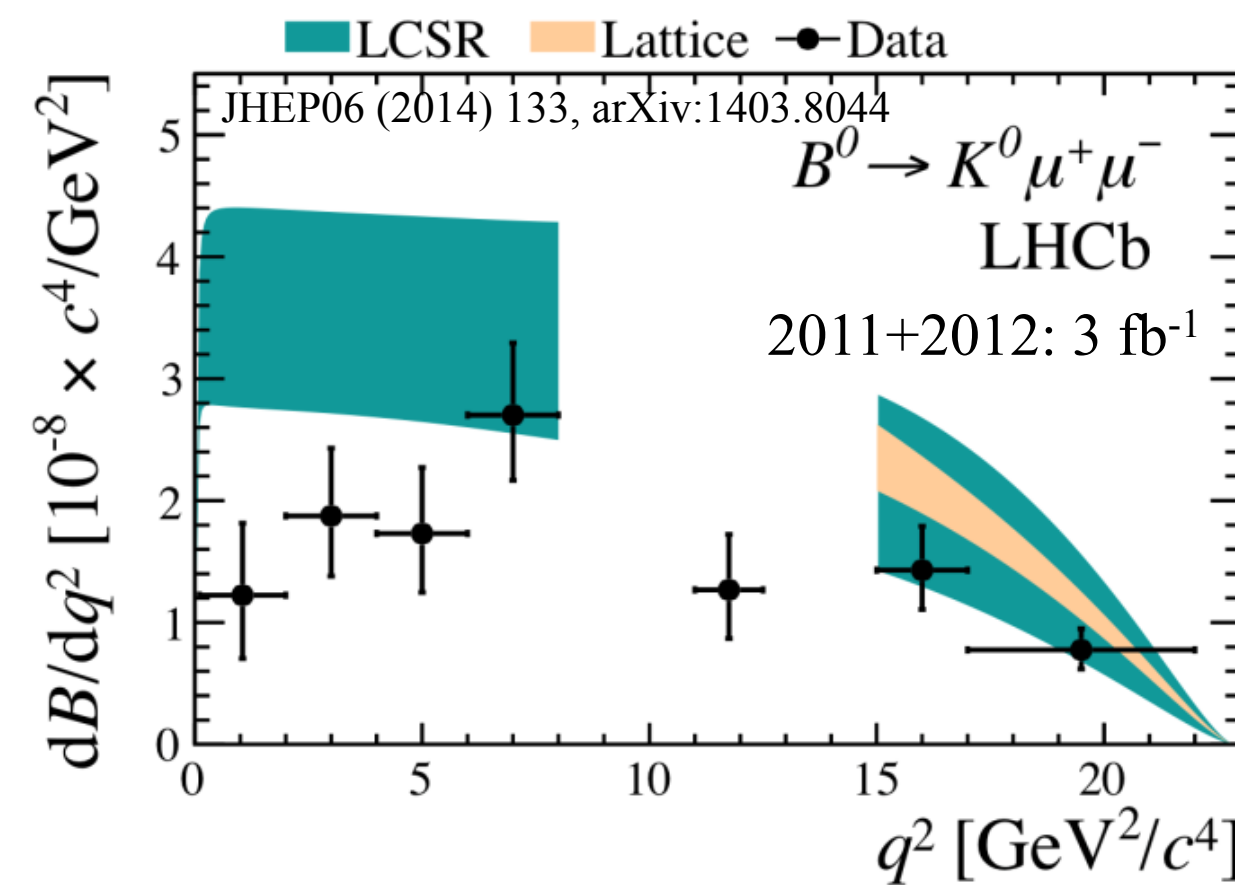 LCSR Lattice Data
JHEP06 (2014) 133, arXiv:1403.8044
B⁰ → K⁰ μ⁺ μ⁻
LHCb
2011+2012: 3 fb⁻¹
dB/dq² [10⁻⁸ × c⁴/GeV²]
5
4
3
2
1
0
0 5 10 15 20
q² [GeV²/c⁴]